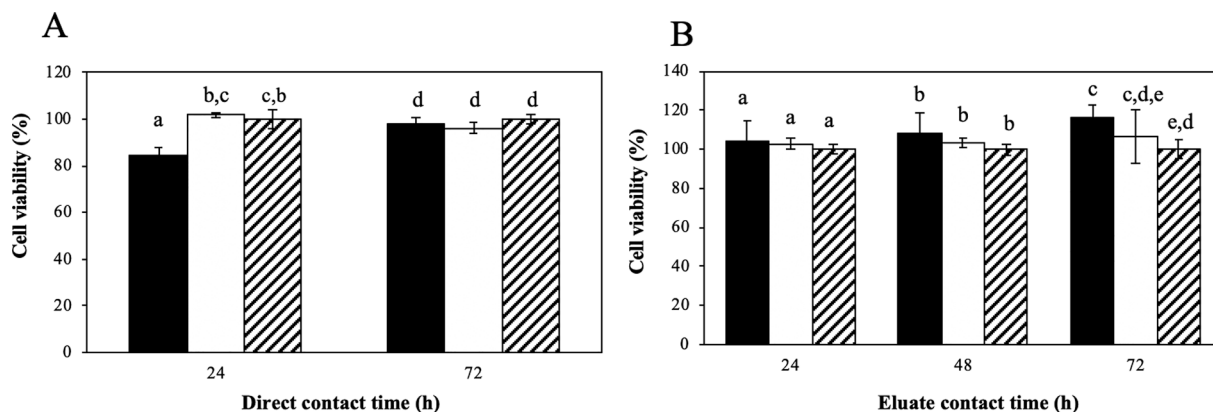 A
Cell viability (%)
120
100
80
60
40
20
0
a
b,c
c,b
d
d
d
24
72
Direct contact time (h)
B
Cell viability (%)
140
120
100
80
60
40
20
0
a
a
a
b
b
b
c
c,d,e
e,d
24
48
72
Eluate contact time (h)